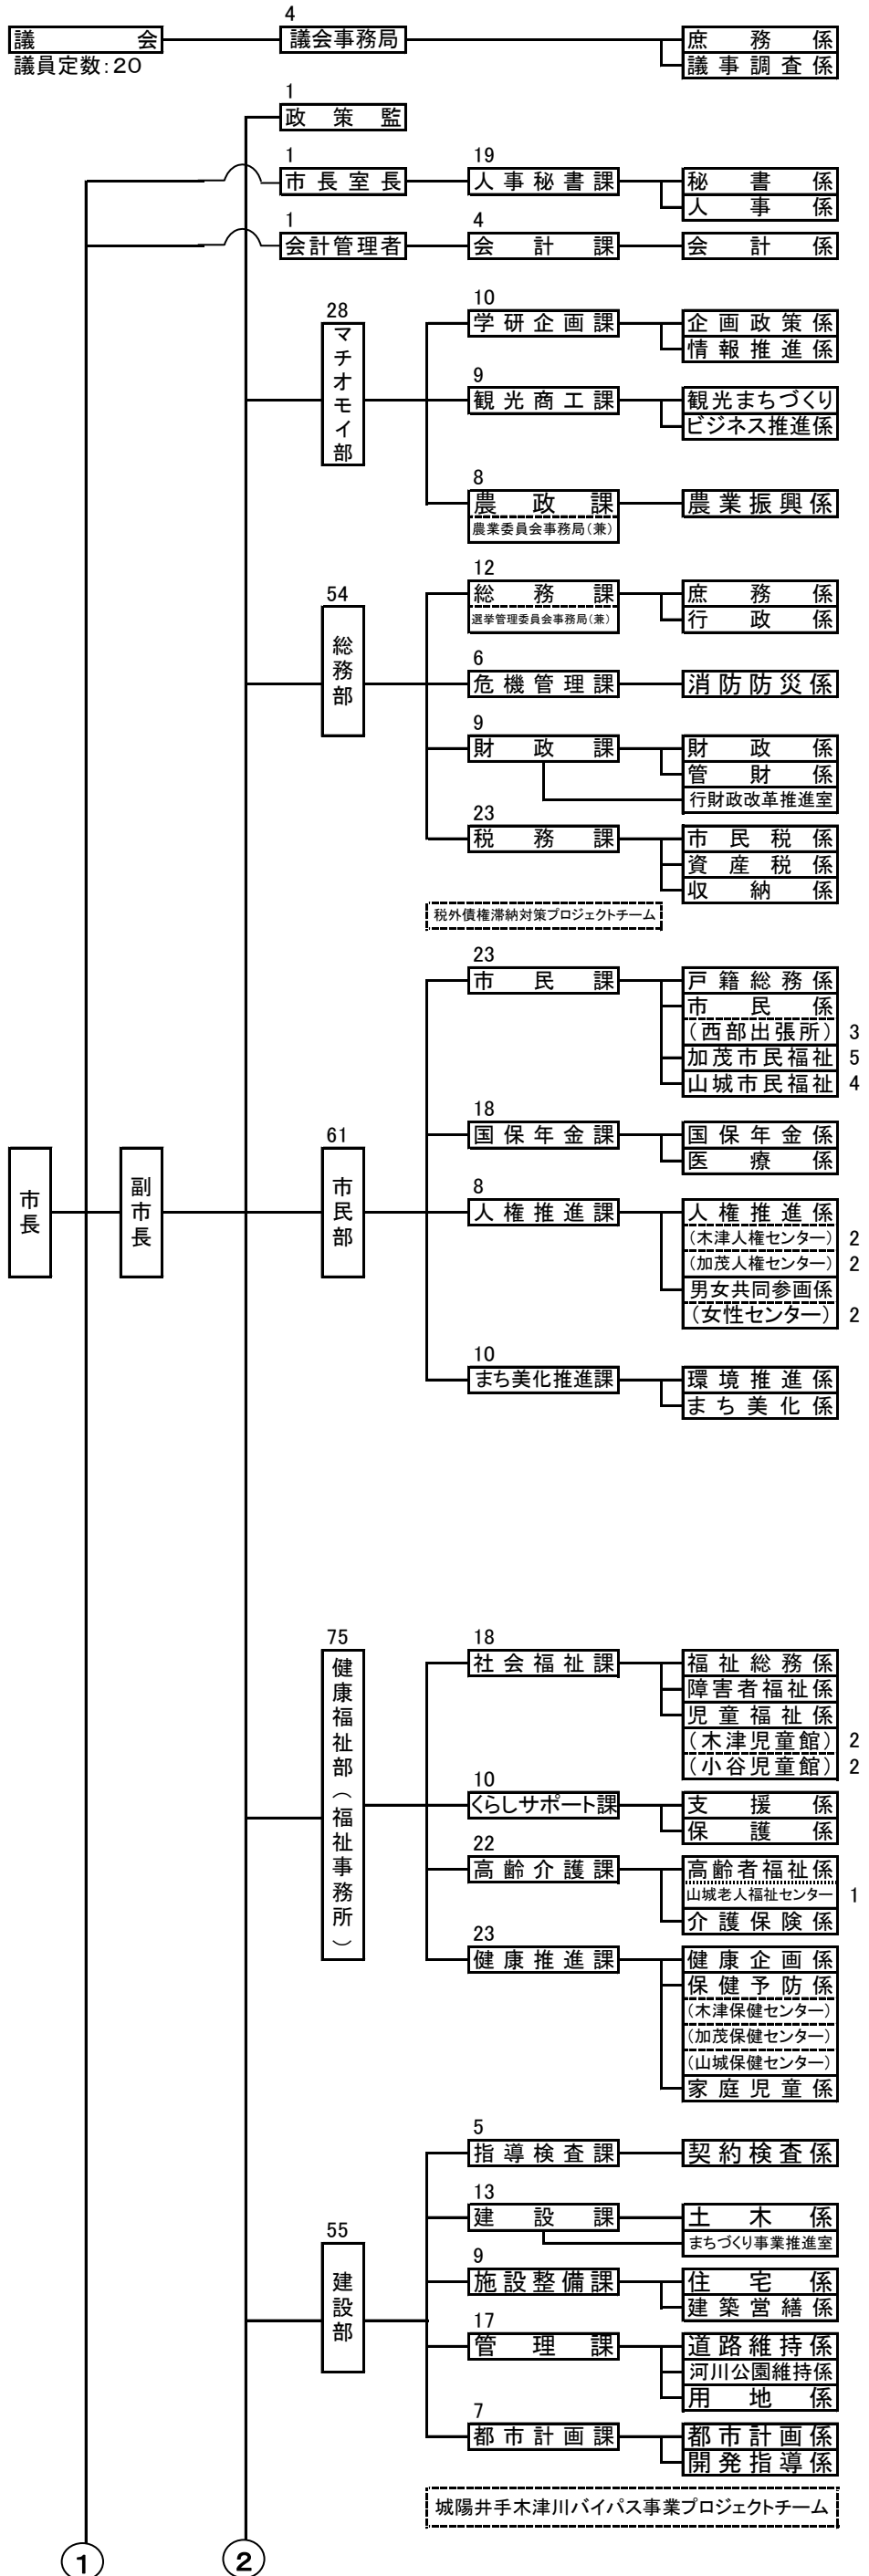 4
議会 議会事務局 庶務係
議員定数：20 議事調査係
1
政策監
1 19
市長室長 人事秘書課 秘書係
人事係
1 4
会計管理者 会計課 会計係
10
28 学研企画課 企画政策係
マチオモイ部 情報推進係
9
観光商工課 観光まちづくり
ビジネス推進係
8
農政課 農業振興係
農業委員会事務局（兼）
12
54 総務課 庶務係
総務部 選挙管理委員会事務局（兼） 行政係
6
危機管理課 消防防災係
9
財政課 財政係
管財係
行財政改革推進室
23
税務課 市民税係
資産税係
収納係
税外債権滞納対策プロジェクトチーム
23
市民課 戸籍総務係
市民係
（西部出張所） 3
加茂市民福祉 5
山城市民福祉 4
18
61 国保年金課 国保年金係
市長 副市長 市民部 医療係
8
人権推進課 人権推進係
（木津人権センター） 2
（加茂人権センター） 2
男女共同参画係
（女性センター） 2
10
まち美化推進課 環境推進係
まち美化係
75 18
健康福祉部（福祉事務所） 社会福祉課 福祉総務係
障害者福祉係
児童福祉係
（木津児童館） 2
（小谷児童館） 2
10
くらしサポート課 支援係
保護係
22
高齢介護課 高齢者福祉係
山城老人福祉センター 1
介護保険係
23
健康推進課 健康企画係
保健予防係
（木津保健センター）
（加茂保健センター）
（山城保健センター）
家庭児童係
5
指導検査課 契約検査係
13
55 建設課 土木係
建設部 まちづくり事業推進室
9
施設整備課 住宅係
建築営繕係
17
管理課 道路維持係
河川公園維持係
用地係
7
都市計画課 都市計画係
開発指導係
城陽井手木津川バイパス事業プロジェクトチーム
1 2